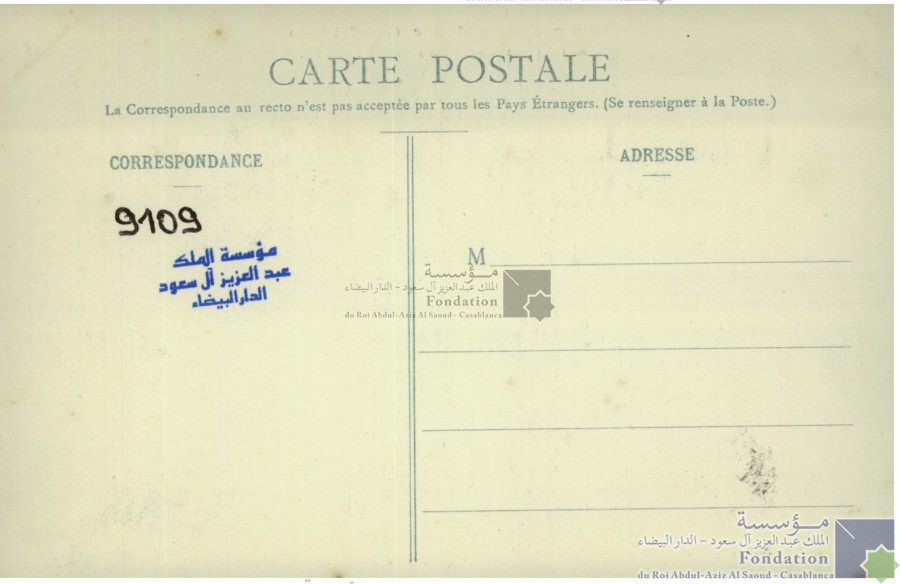 CARTE POSTALE
La Correspondance au recto n'est pas acceptée par tous les Pays Étrangers. (Se renseigner à la Poste.)
CORRESPONDANCE
ADRESSE
9109
مؤسسة الملك
عبد العزيز آل سعود
الدار البيضاء
M
مؤسسة
الملك عبد العزيز آل سعود - الدار البيضاء
Fondation
du Roi Abdul-Aziz Al Saoud - Casablanca
مؤسسة
الملك عبد العزيز آل سعود - الدار البيضاء
Fondation
du Roi Abdul-Aziz Al Saoud - Casablanca